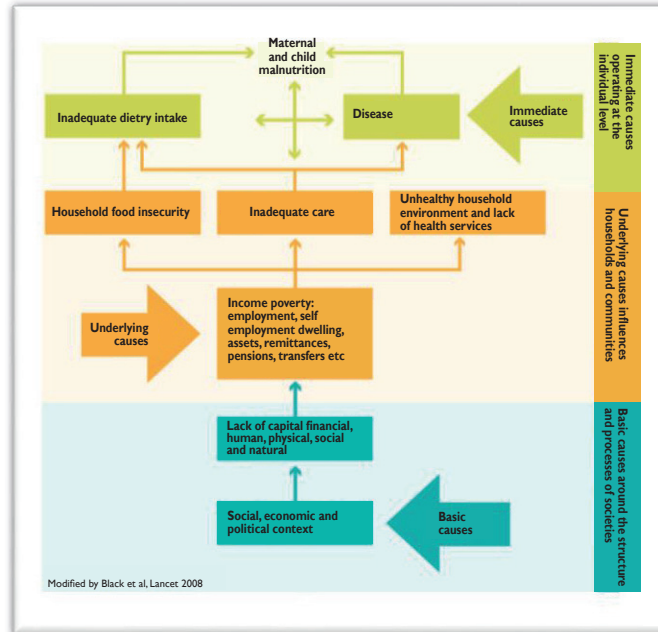 Maternal
and child
malnutrition
Inadequate dietry intake
Disease
Immediate
causes
Immediate causes
operating at the
individual level
Household food insecurity
Inadequate care
Unhealthy household
environment and lack
of health services
Underlying
causes
Income poverty:
employment, self
employment dwelling,
assets, remittances,
pensions, transfers etc
Underlying causes influences
households and communities
Lack of capital financial,
human, physical, social
and natural
Social, economic and
political context
Basic
causes
Basic causes around the structure
and processes of societies
Modified by Black et al, Lancet 2008